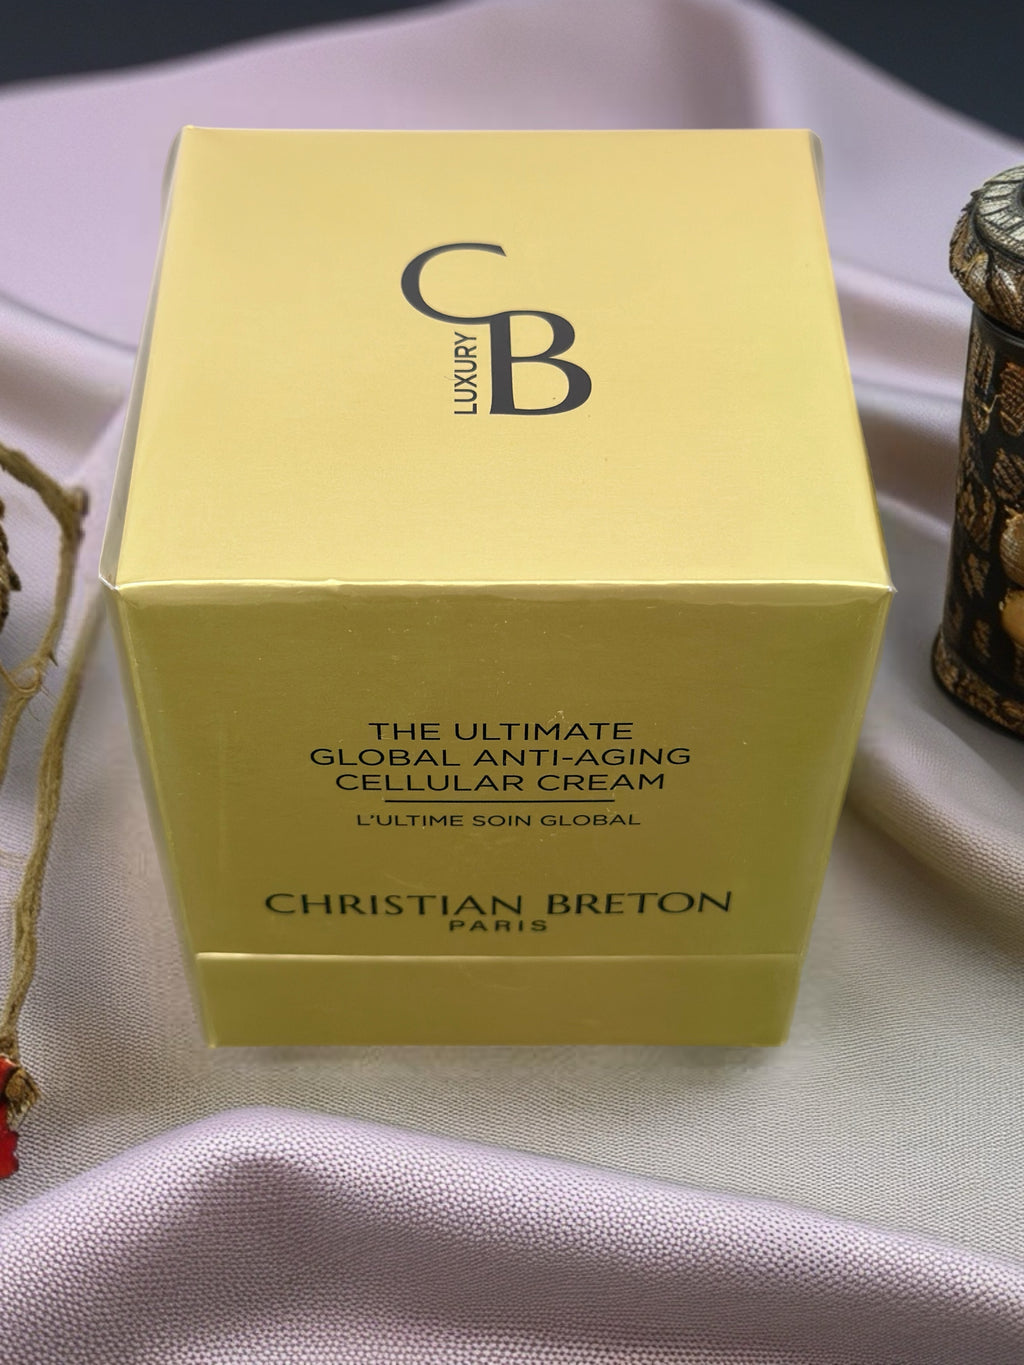 CB
LUXURY
THE ULTIMATE
GLOBAL ANTI-AGING
CELLULAR CREAM
L'ULTIME SOIN GLOBAL
CHRISTIAN BRETON
PARIS